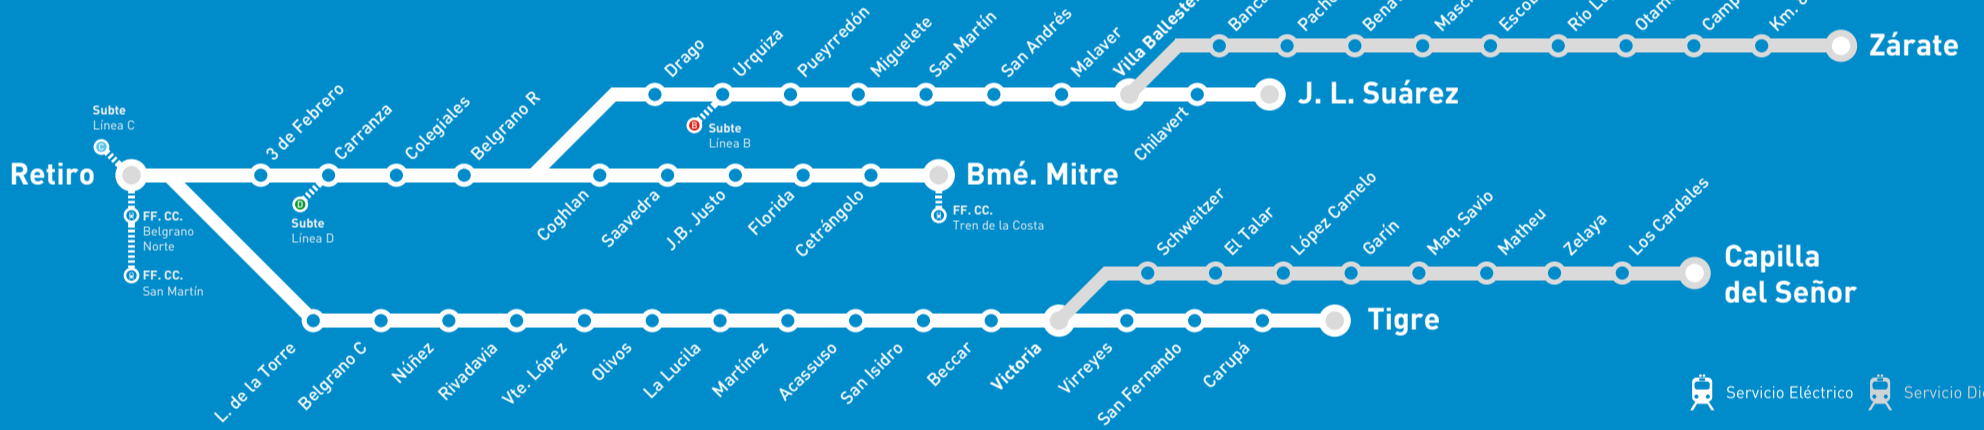 Zárate
Drago
Urquiza
Pueyrredón
Miguelete
San Martín
San Andrés
Malaver
J. L. Suárez
Chilavert
Subte
Línea B
B
Subte
Línea C
C
Retiro
3 de Febrero
Carranza
Colegiales
Belgrano R
Coghlan
Saavedra
J.B. Justo
Florida
Cetrángolo
Bmé. Mitre
FF. CC.
Tren de la Costa
D
Subte
Línea D
FF. CC.
Belgrano
Norte
FF. CC.
San Martín
Schweitzer
El Talar
López Camelo
Garín
Maq. Savio
Matheu
Zelaya
Los Cardales
Capilla
del Señor
L. de la Torre
Belgrano C
Núñez
Rivadavia
Vte. López
Olivos
La Lucila
Martínez
Acassuso
San Isidro
Beccar
Victoria
Virreyes
San Fernando
Carupá
Tigre
Servicio Eléctrico
Servicio